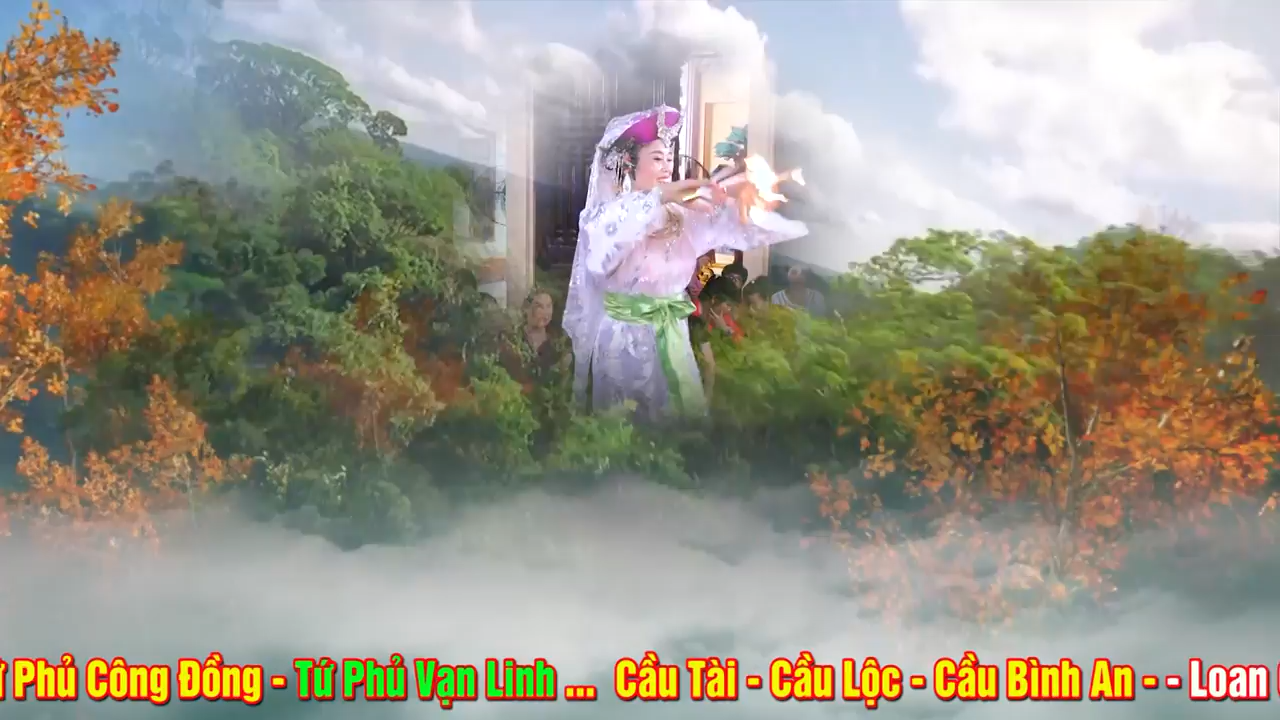 Phủ Công Đồng - Tứ Phủ Vạn Linh ... Cầu Tài - Cầu Lộc - Cầu Bình An - - Loan